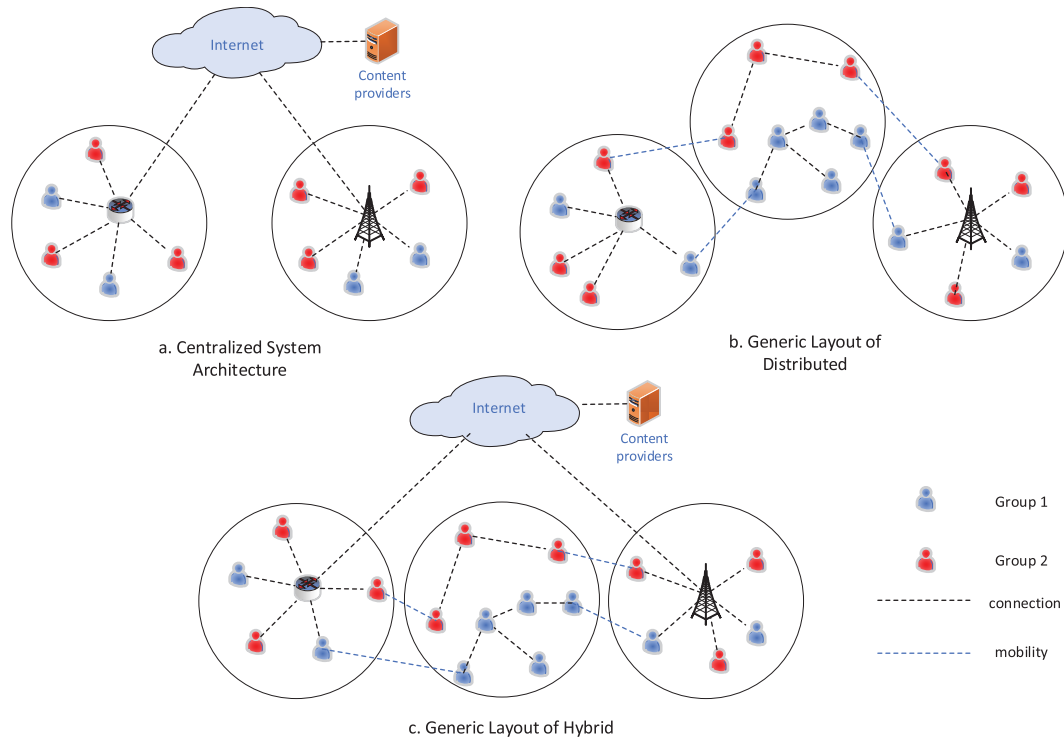 Internet
Content
providers
a. Centralized System
Architecture
b. Generic Layout of
Distributed
Internet
Content
providers
Group 1
Group 2
connection
mobility
c. Generic Layout of Hybrid